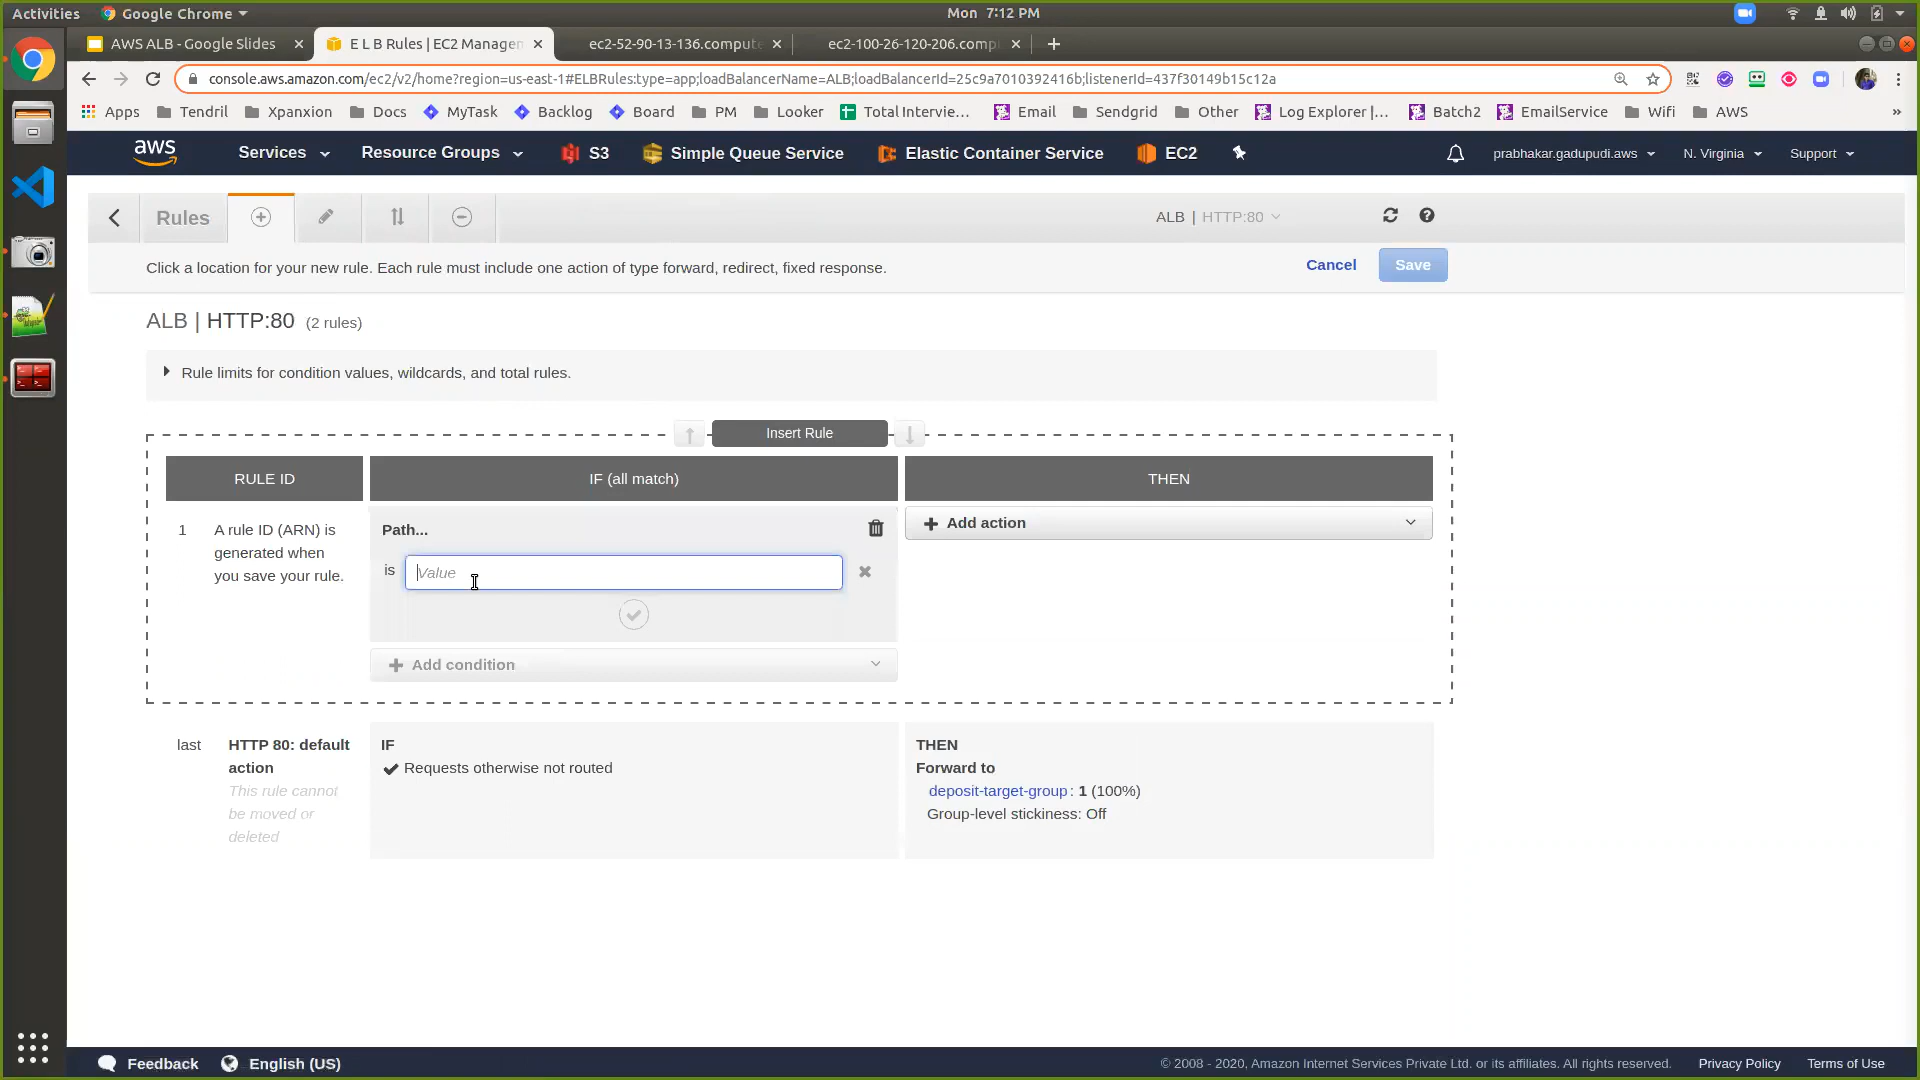 Activities
Google Chrome
Mon 7:12 PM
AWS ALB - Google Slides
E L B Rules | EC2 Managem
ec2-52-90-13-136.compute
ec2-100-26-120-206.comp
console.aws.amazon.com/ec2/v2/home?region=us-east-1#ELBRules:type=app;loadBalancerName=ALB;loadBalancerId=25c9a7010392416b;listenerId=437f30149b15c12a
Apps
Tendril
Xpanxion
Docs
MyTask
Backlog
Board
PM
Looker
Total Intervie...
Email
Sendgrid
Other
Log Explorer |...
Batch2
EmailService
Wifi
AWS
»
aws
Services
Resource Groups
S3
Simple Queue Service
Elastic Container Service
EC2
prabhakar.gadupudi.aws
N. Virginia
Support
Rules
ALB | HTTP:80
Click a location for your new rule. Each rule must include one action of type forward, redirect, fixed response.
Cancel
Save
ALB | HTTP:80 (2 rules)
Rule limits for condition values, wildcards, and total rules.
Insert Rule
RULE ID
IF (all match)
THEN
1
A rule ID (ARN) is
generated when
you save your rule.
Path...
is
Value
Add condition
Add action
last
HTTP 80: default
action
This rule cannot
be moved or
deleted
IF
Requests otherwise not routed
THEN
Forward to
deposit-target-group: 1 (100%)
Group-level stickiness: Off
Feedback
English (US)
© 2008 - 2020, Amazon Internet Services Private Ltd. or its affiliates. All rights reserved.
Privacy Policy
Terms of Use